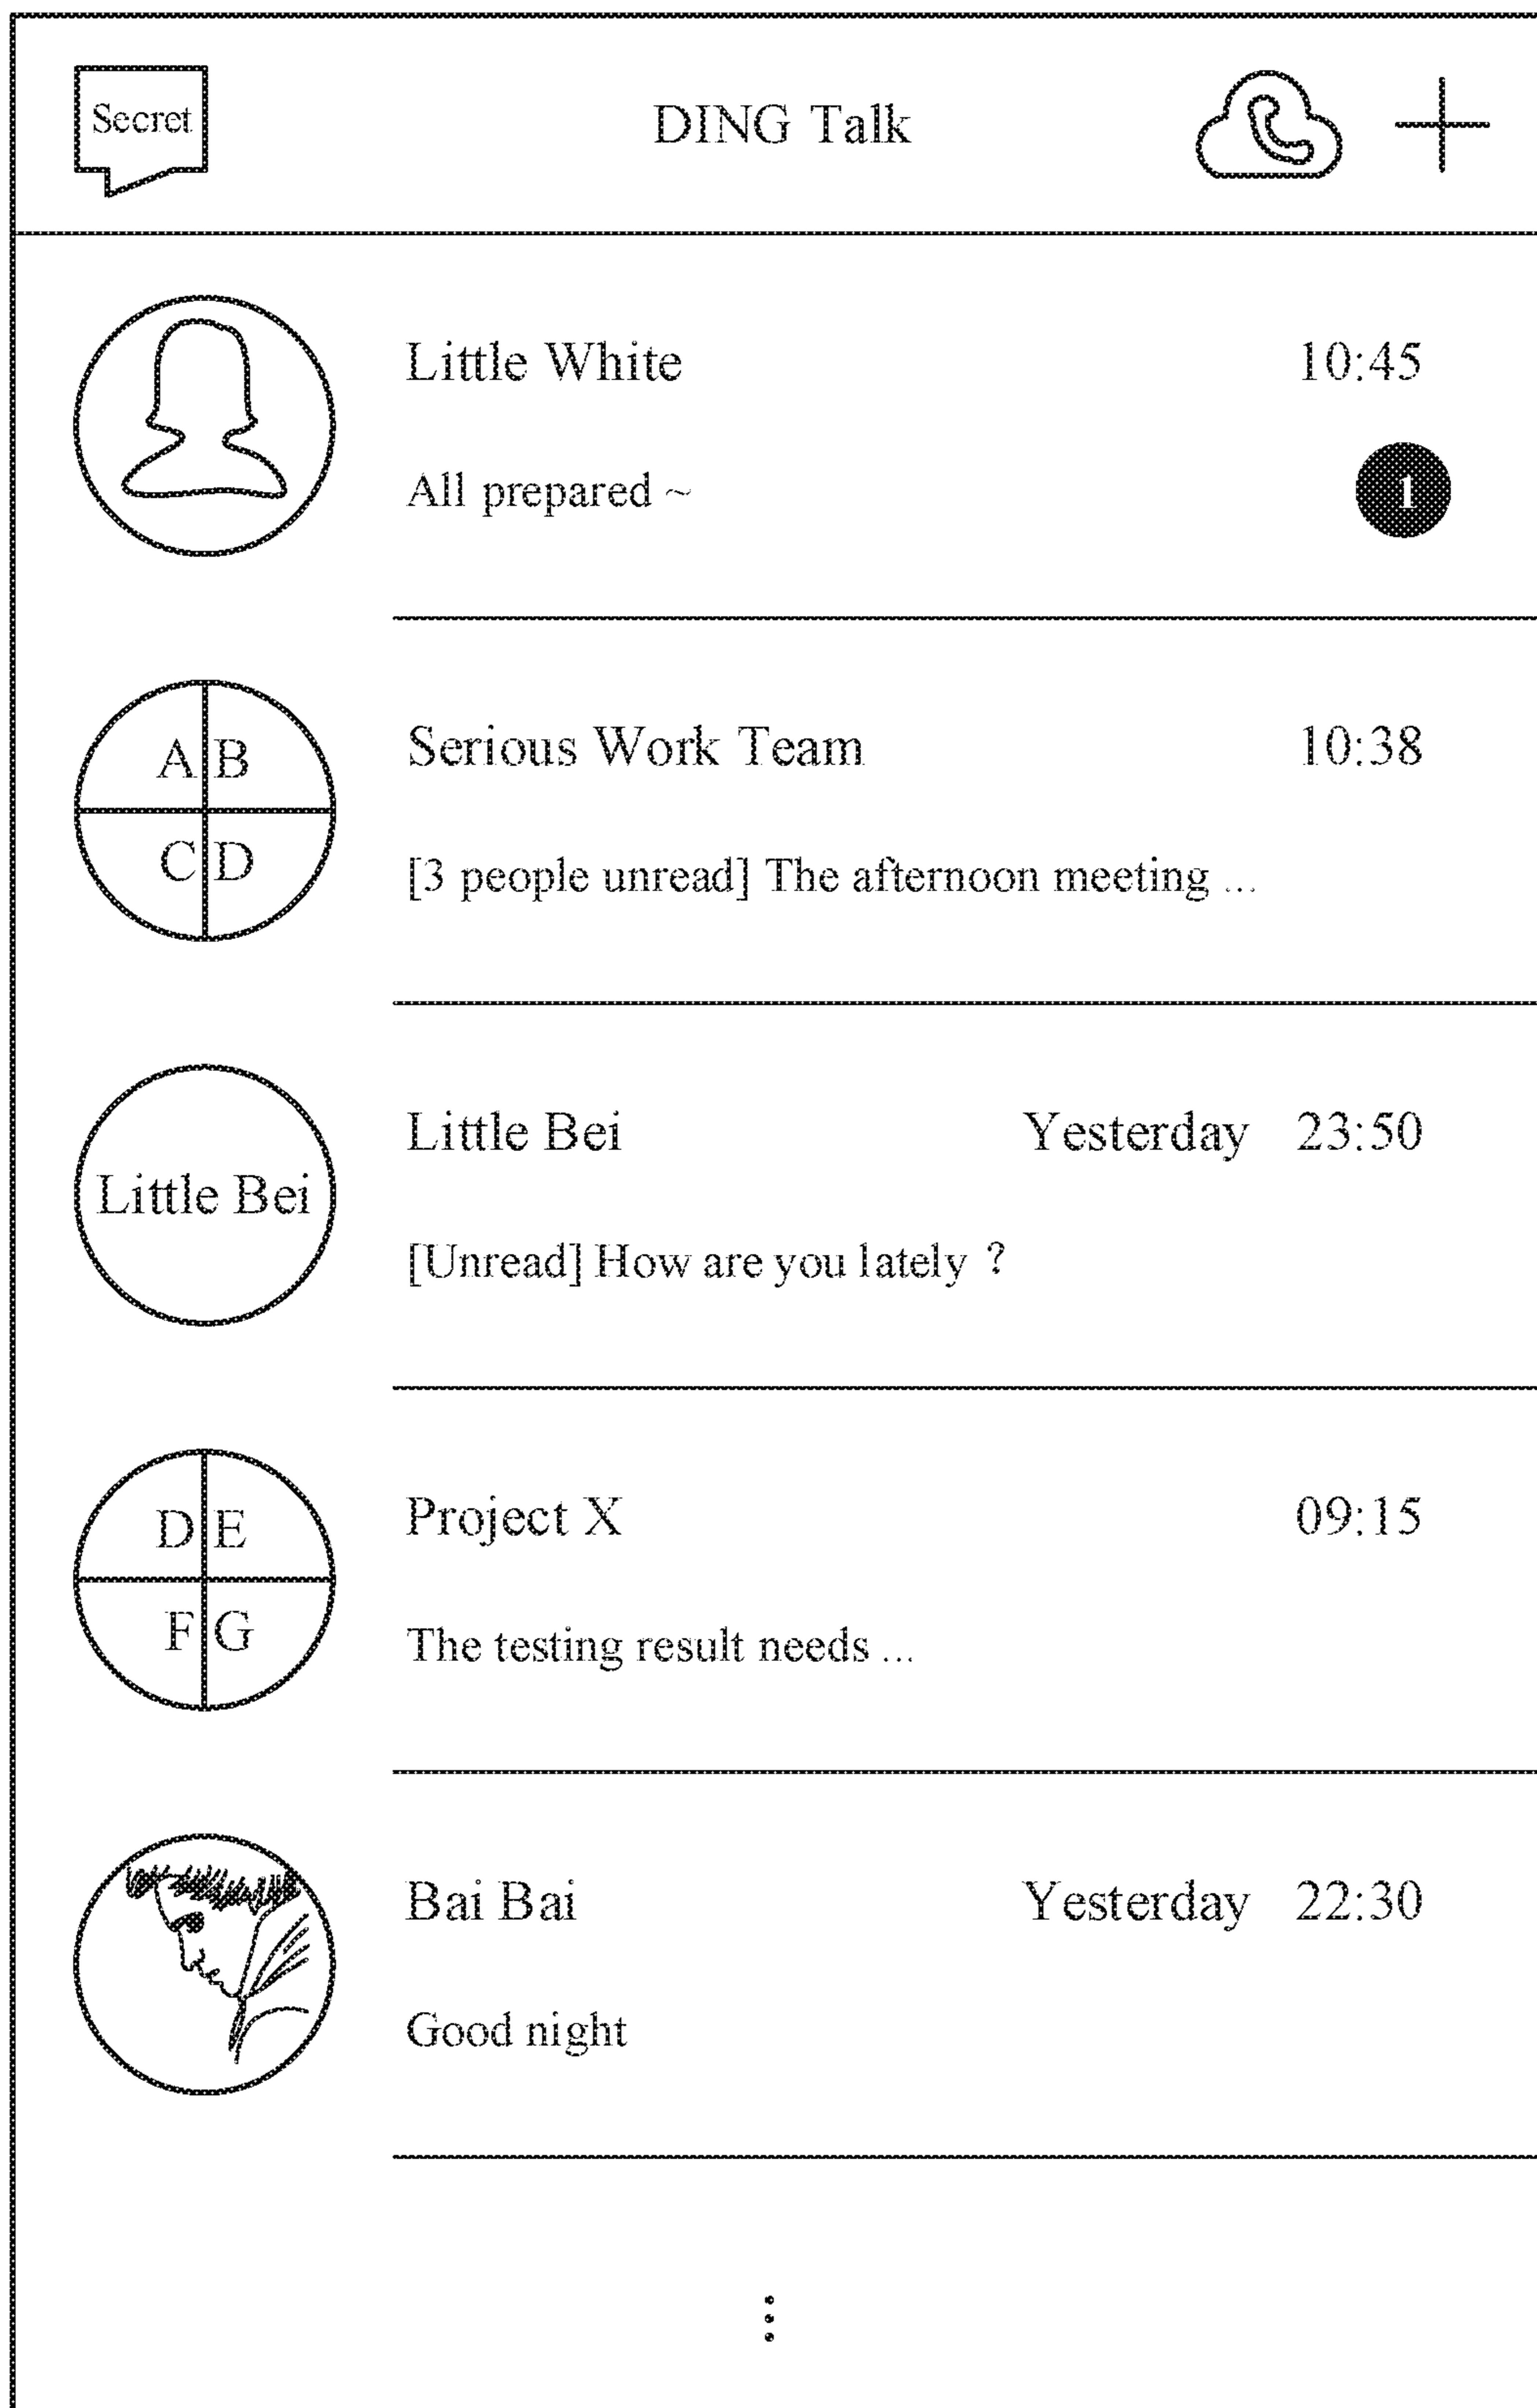 Secret
DING Talk
Little White 10:45
All prepared ~ 1
A B
C D
Serious Work Team 10:38
[3 people unread] The afternoon meeting ...
Little Bei
Little Bei Yesterday 23:50
[Unread] How are you lately ?
D E
F G
Project X 09:15
The testing result needs ...
Bai Bai Yesterday 22:30
Good night